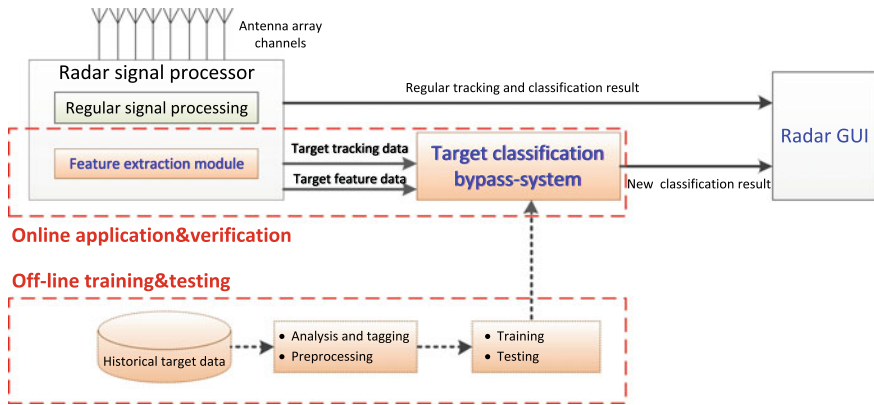 Antenna array
channels
Radar signal processor
Regular signal processing
Regular tracking and classification result
Radar GUI
Feature extraction module
Target tracking data
Target feature data
Target classification
bypass-system
New classification result
Online application&verification
Off-line training&testing
Historical target data
• Analysis and tagging
• Preprocessing
• Training
• Testing